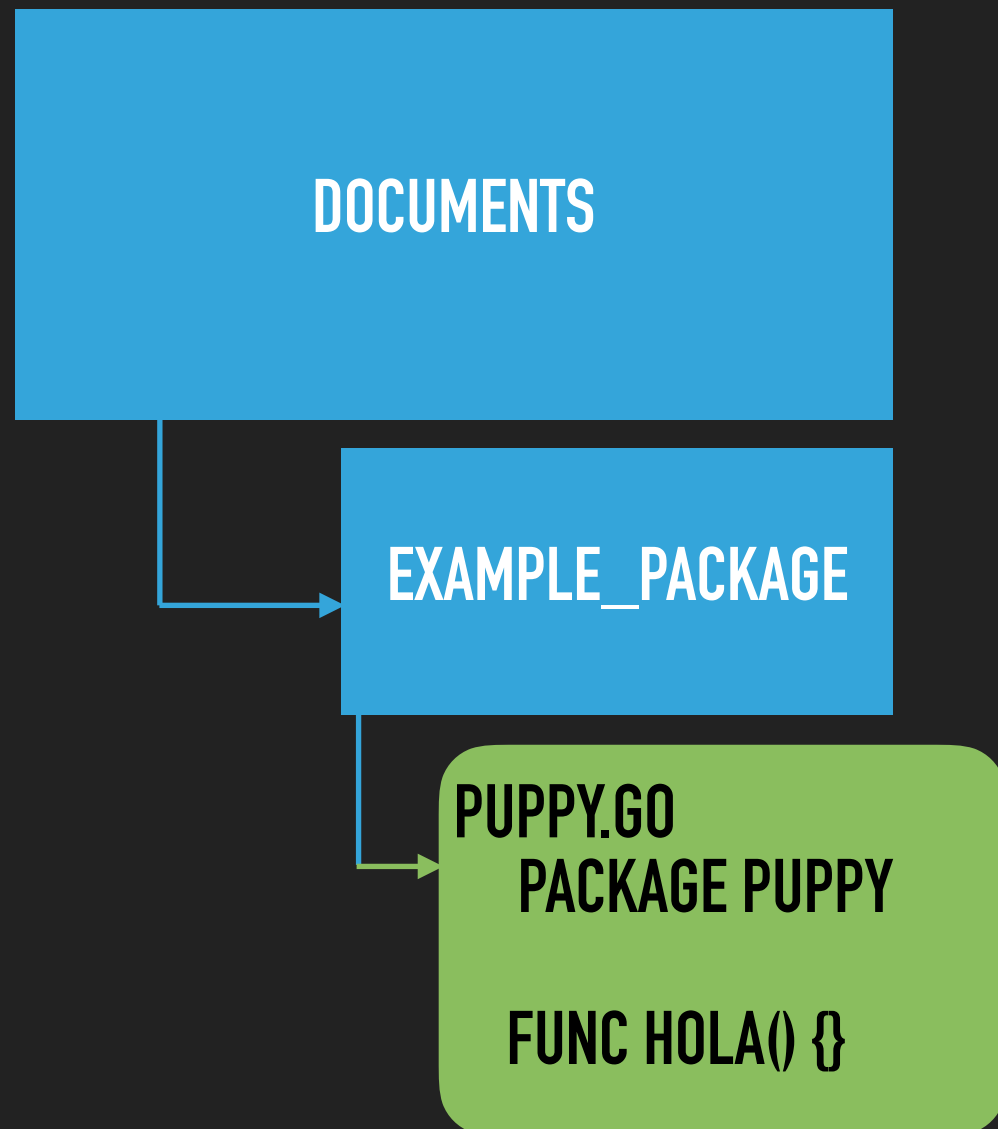 DOCUMENTS
EXAMPLE_PACKAGE
PUPPY.GO
PACKAGE PUPPY
FUNC HOLA() {}